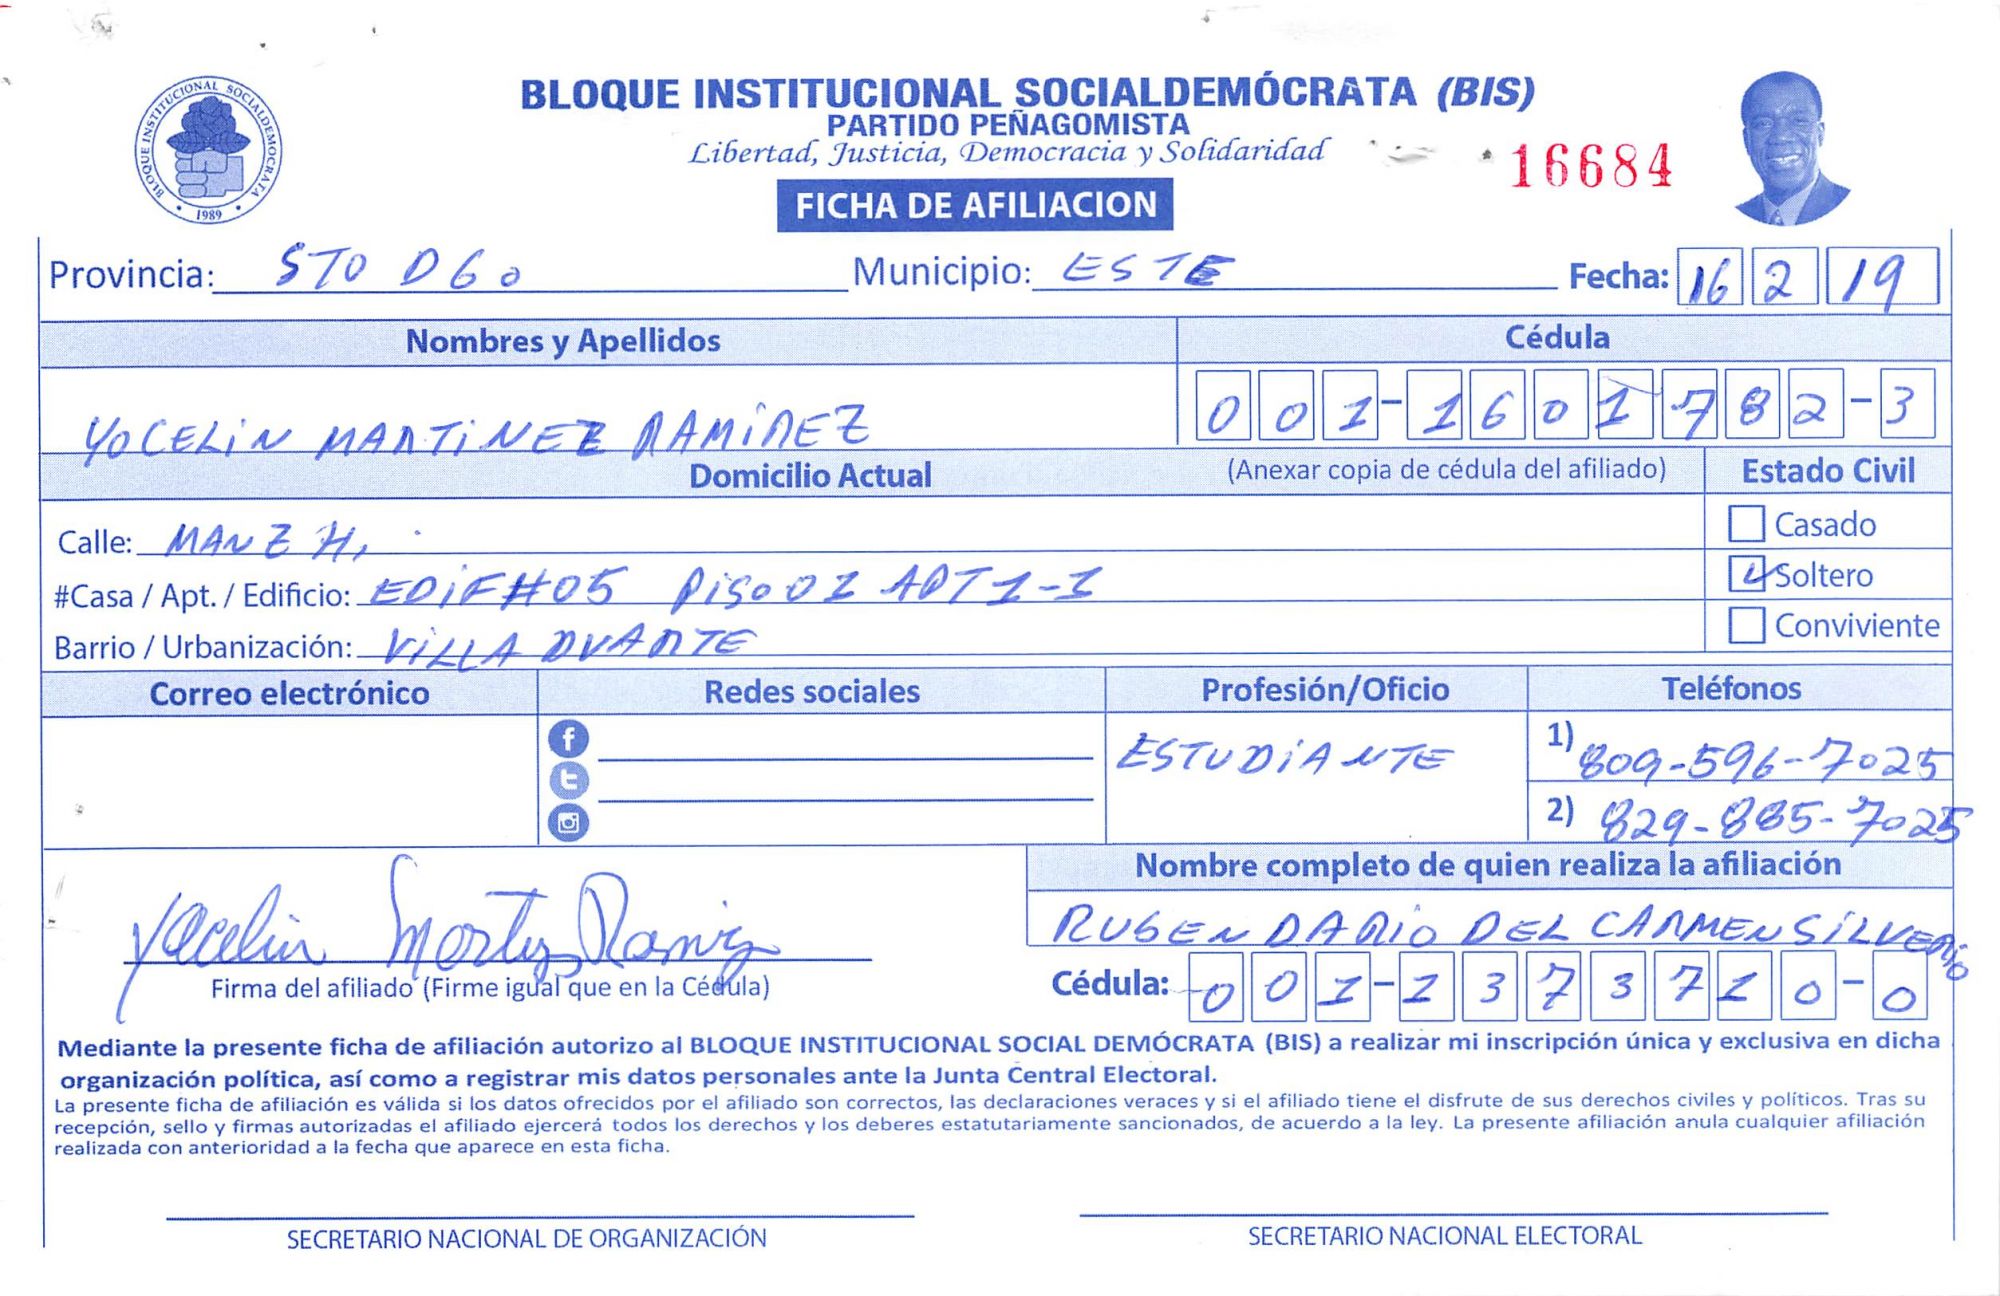 BLOQUE INSTITUCIONAL SOCIALDEMOCRATA
1989
BLOQUE INSTITUCIONAL SOCIALDEMÓCRATA (BIS)
PARTIDO PEÑAGOMISTA
Libertad, Justicia, Democracia y Solidaridad
16684
FICHA DE AFILIACION
Provincia: STO DGo Municipio: ESTE Fecha: 16 2 19
Nombres y Apellidos Cédula
YOCELIN MARTINEZ RAMIREZ 001-1601782-3
Domicilio Actual (Anexar copia de cédula del afiliado) Estado Civil
Calle: MANZ H, Casado
#Casa / Apt. / Edificio: EDIF#05 PISO 01 APT 1-1 Soltero
Barrio / Urbanización: VILLA DUARTE Conviviente
Correo electrónico Redes sociales Profesión/Oficio Teléfonos
ESTUDIANTE 1) 809-596-7025
2) 829-885-7025
Nombre completo de quien realiza la afiliación
RUBEN DARIO DEL CARMEN SILVERIO
Yocelin Martinez Ramirez
Firma del afiliado (Firme igual que en la Cédula) Cédula: 001-1373710-0
Mediante la presente ficha de afiliación autorizo al BLOQUE INSTITUCIONAL SOCIAL DEMÓCRATA (BIS) a realizar mi inscripción única y exclusiva en dicha
organización política, así como a registrar mis datos personales ante la Junta Central Electoral.
La presente ficha de afiliación es válida si los datos ofrecidos por el afiliado son correctos, las declaraciones veraces y si el afiliado tiene el disfrute de sus derechos civiles y políticos. Tras su
recepción, sello y firmas autorizadas el afiliado ejercerá todos los derechos y los deberes estatutariamente sancionados, de acuerdo a la ley. La presente afiliación anula cualquier afiliación
realizada con anterioridad a la fecha que aparece en esta ficha.
SECRETARIO NACIONAL DE ORGANIZACIÓN SECRETARIO NACIONAL ELECTORAL